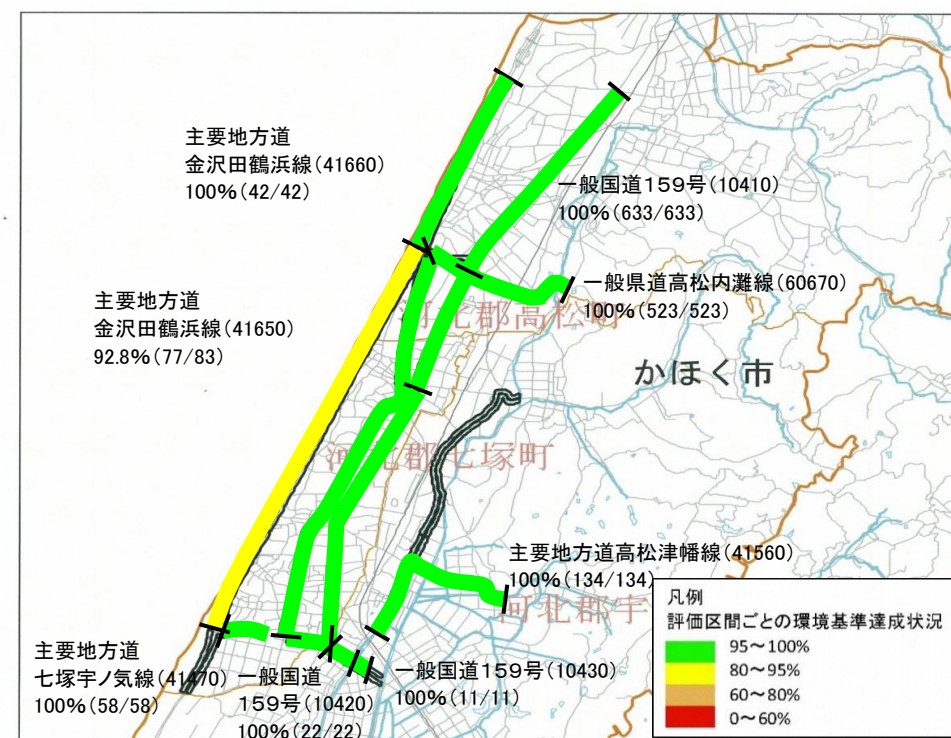 主要地方道
金沢田鶴浜線(41660)
100%(42/42)
一般国道159号(10410)
100%(633/633)
一般県道高松内灘線(60670)
100%(523/523)
主要地方道
金沢田鶴浜線(41650)
92.8%(77/83)
河北郡高松町
かほく市
河北郡七塚町
主要地方道高松津幡線(41560)
100%(134/134)
河北郡宇
主要地方道
七塚宇ノ気線(41470)
100%(58/58)
一般国道
159号(10420)
100%(22/22)
一般国道159号(10430)
100%(11/11)
凡例
評価区間ごとの環境基準達成状況
95～100%
80～95%
60～80%
0～60%